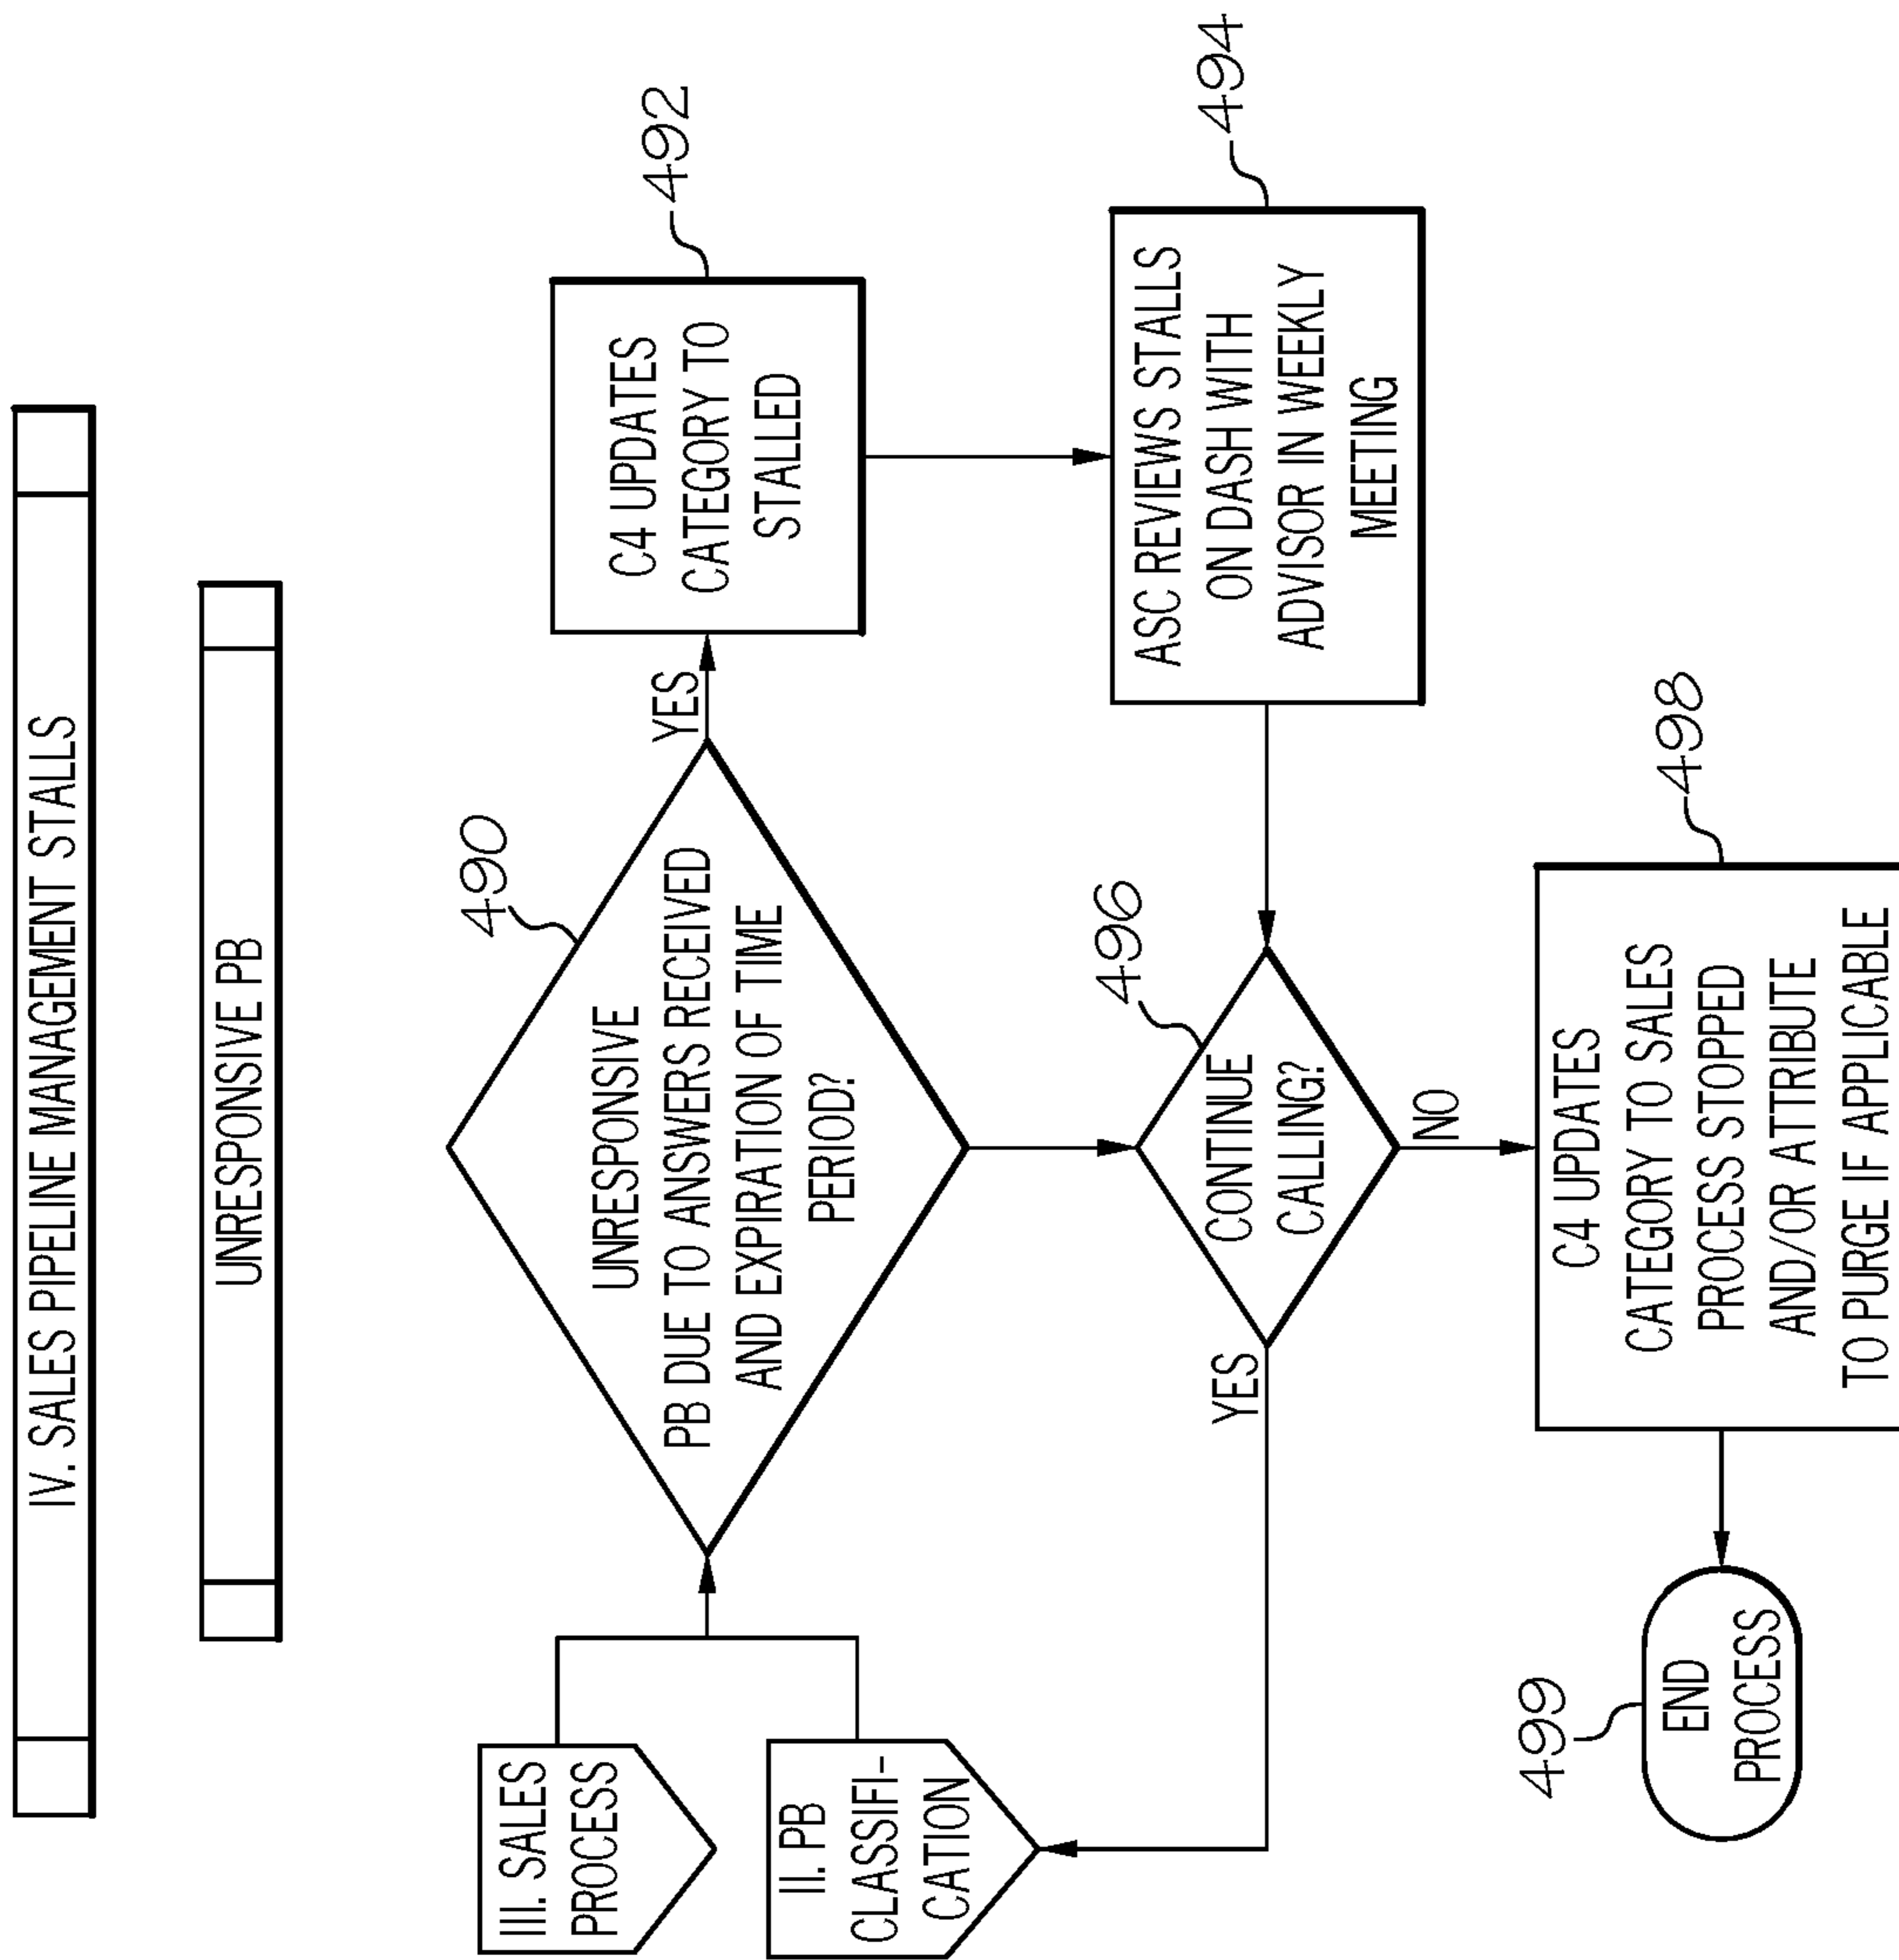 IV. SALES PIPELINE MANAGEMENT STALLS
UNRESPONSIVE PB
III. SALES
PROCESS
II. PB
CLASSIFI-
CATION
490
UNRESPONSIVE
PB DUE TO ANSWERS RECEIVED
AND EXPIRATION OF TIME
PERIOD?
YES
492
C4 UPDATES
CATEGORY TO
STALLED
494
ASC REVIEWS STALLS
ON DASH WITH
ADVISOR IN WEEKLY
MEETING
496
CONTINUE
CALLING?
YES
NO
498
C4 UPDATES
CATEGORY TO SALES
PROCESS STOPPED
AND/OR ATTRIBUTE
TO PURGE IF APPLICABLE
499
END
PROCESS